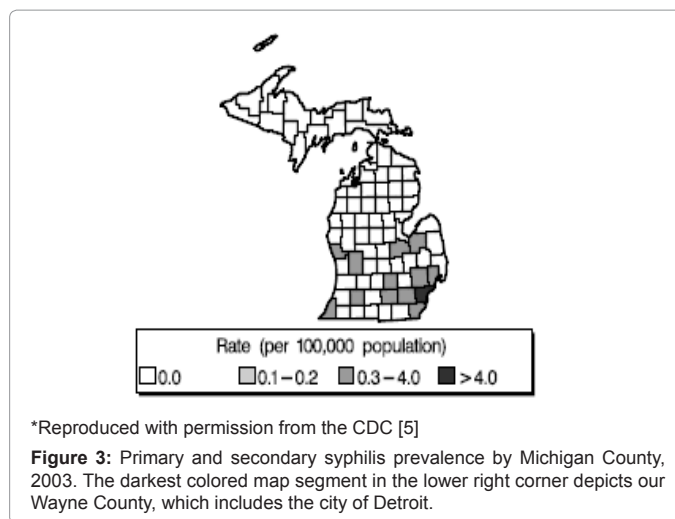 Rate (per 100,000 population)
0.0 0.1–0.2 0.3–4.0 >4.0
*Reproduced with permission from the CDC [5]
Figure 3: Primary and secondary syphilis prevalence by Michigan County,
2003. The darkest colored map segment in the lower right corner depicts our
Wayne County, which includes the city of Detroit.